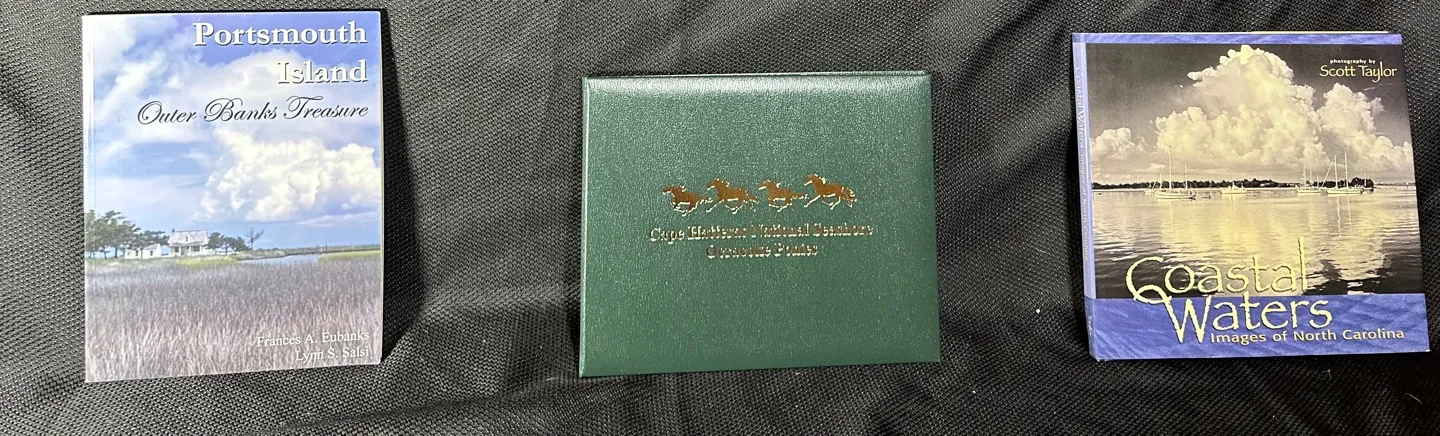 Portsmouth
Island
Outer Banks Treasure
Frances A. Eubanks
Lynn S. Salsi
Cape Hatteras National Seashore
Ocracoke Ponies
photography by
Scott Taylor
Coastal
Waters
Images of North Carolina